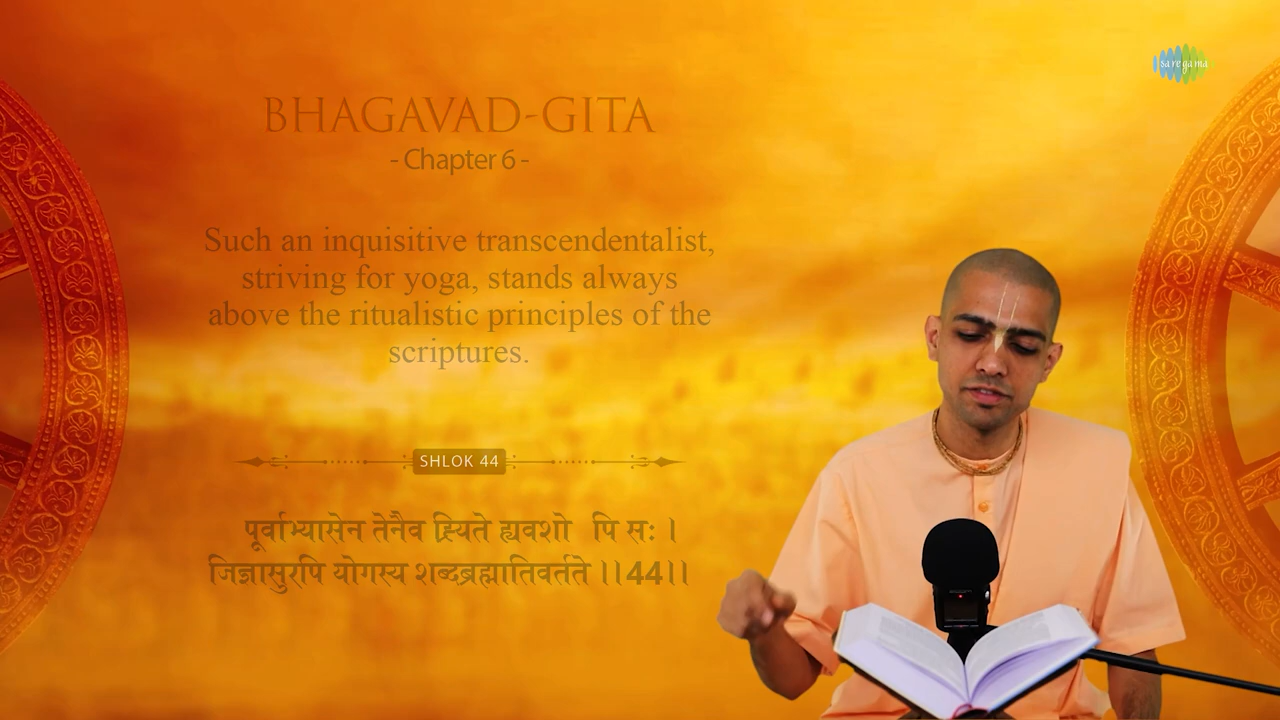 saregama
BHAGAVAD-GITA
- Chapter 6 -
Such an inquisitive transcendentalist,
striving for yoga, stands always
above the ritualistic principles of the
scriptures.
SHLOK 44
पूर्वाभ्यासेन तेनैव ह्रियते ह्यवशो पि सः ।
जिज्ञासुरपि योगस्य शब्दब्रह्मातिवर्तते ।।44।।